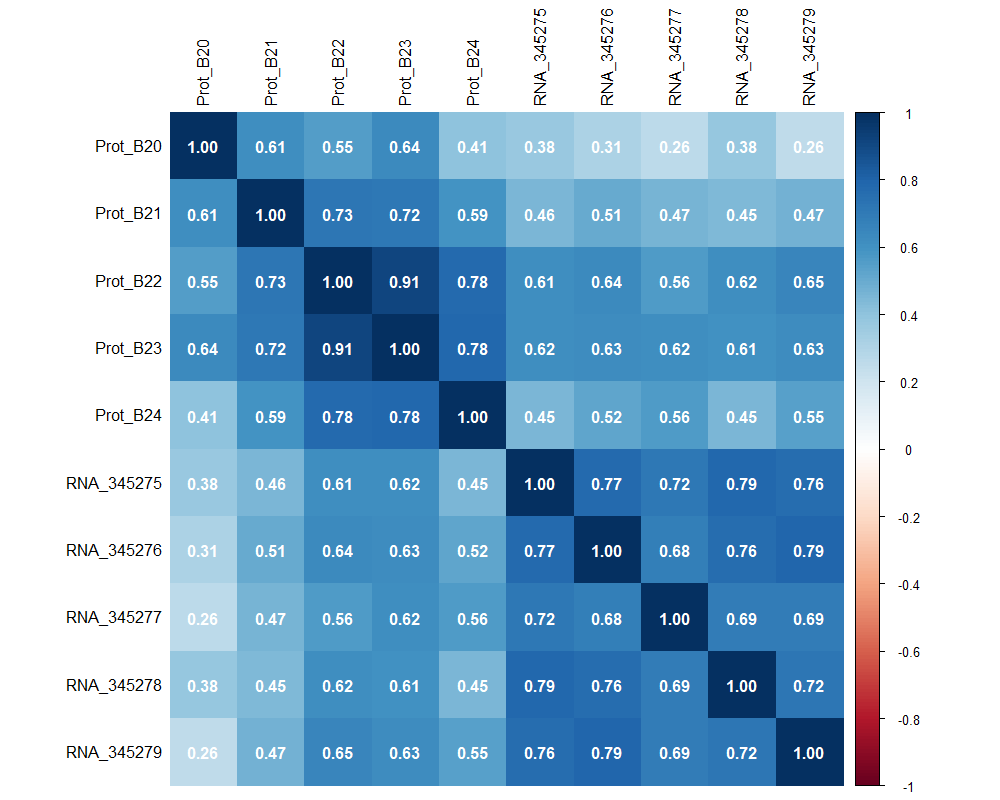 Prot_B20 Prot_B21 Prot_B22 Prot_B23 Prot_B24 RNA_345275 RNA_345276 RNA_345277 RNA_345278 RNA_345279
Prot_B20 1.00 0.61 0.55 0.64 0.41 0.38 0.31 0.26 0.38 0.26
Prot_B21 0.61 1.00 0.73 0.72 0.59 0.46 0.51 0.47 0.45 0.47
Prot_B22 0.55 0.73 1.00 0.91 0.78 0.61 0.64 0.56 0.62 0.65
Prot_B23 0.64 0.72 0.91 1.00 0.78 0.62 0.63 0.62 0.61 0.63
Prot_B24 0.41 0.59 0.78 0.78 1.00 0.45 0.52 0.56 0.45 0.55
RNA_345275 0.38 0.46 0.61 0.62 0.45 1.00 0.77 0.72 0.79 0.76
RNA_345276 0.31 0.51 0.64 0.63 0.52 0.77 1.00 0.68 0.76 0.79
RNA_345277 0.26 0.47 0.56 0.62 0.56 0.72 0.68 1.00 0.69 0.69
RNA_345278 0.38 0.45 0.62 0.61 0.45 0.79 0.76 0.69 1.00 0.72
RNA_345279 0.26 0.47 0.65 0.63 0.55 0.76 0.79 0.69 0.72 1.00
1
0.8
0.6
0.4
0.2
0
-0.2
-0.4
-0.6
-0.8
-1